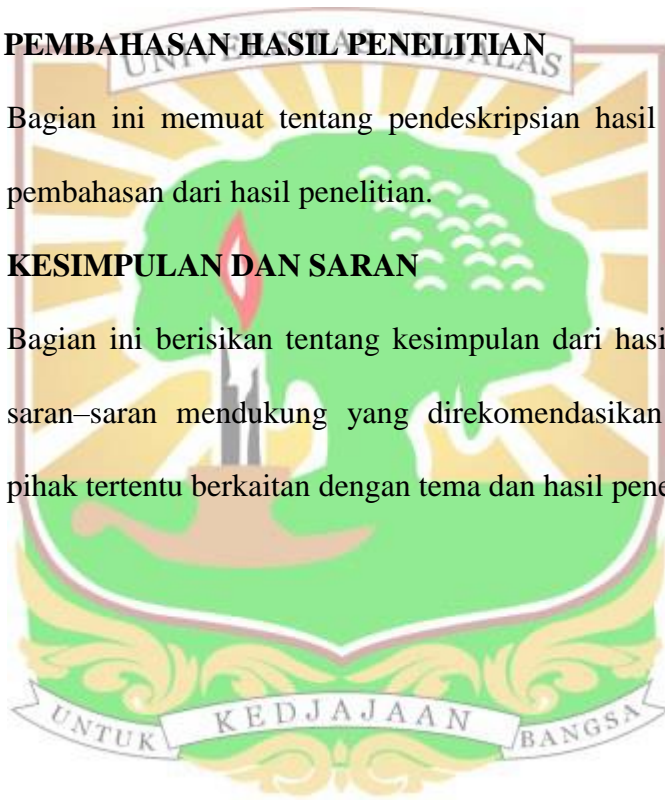 PEMBAHASAN HASIL PENELITIAN
UNIVERSITAS ANDALAS
Bagian ini memuat tentang pendeskripsian hasil
pembahasan dari hasil penelitian.
KESIMPULAN DAN SARAN
Bagian ini berisikan tentang kesimpulan dari hasi
saran–saran mendukung yang direkomendasikan
pihak tertentu berkaitan dengan tema dan hasil pene
UNTUK KEDJAJAAN BANGSA